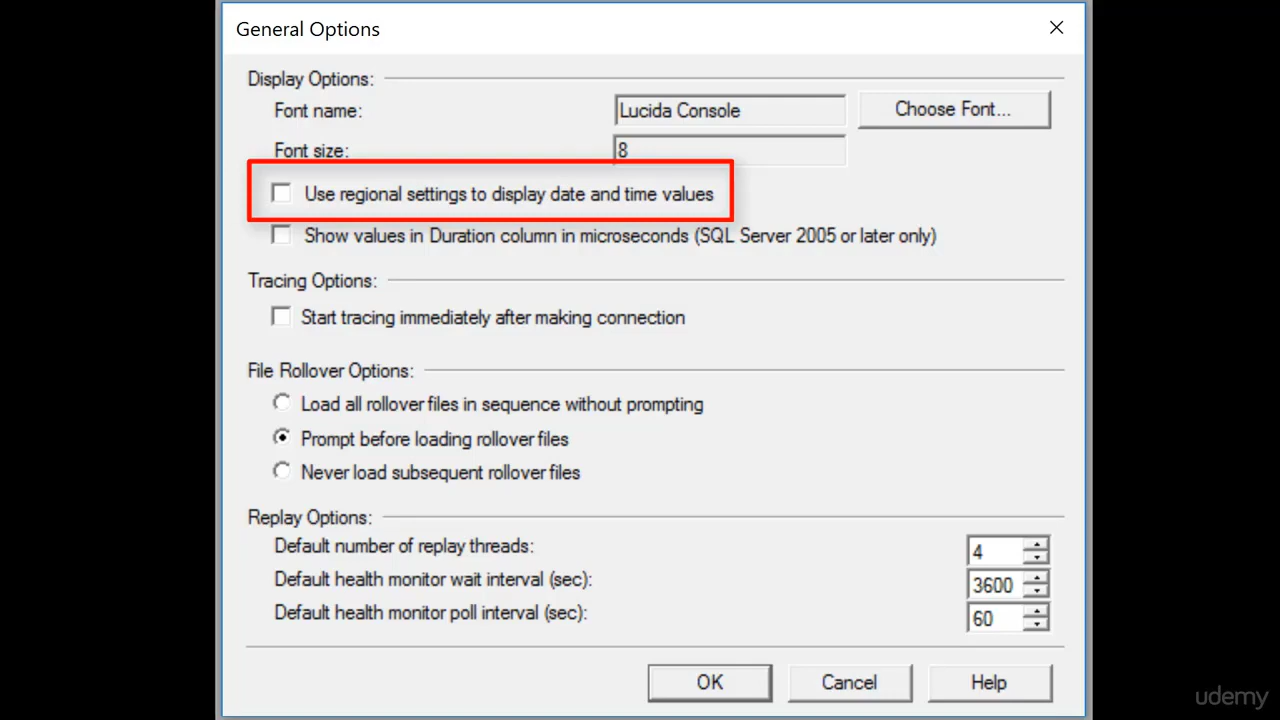 General Options
Display Options:
Font name: Lucida Console Choose Font...
Font size: 8
Use regional settings to display date and time values
Show values in Duration column in microseconds (SQL Server 2005 or later only)
Tracing Options:
Start tracing immediately after making connection
File Rollover Options:
Load all rollover files in sequence without prompting
Prompt before loading rollover files
Never load subsequent rollover files
Replay Options:
Default number of replay threads: 4
Default health monitor wait interval (sec): 3600
Default health monitor poll interval (sec): 60
OK Cancel Help
udemy